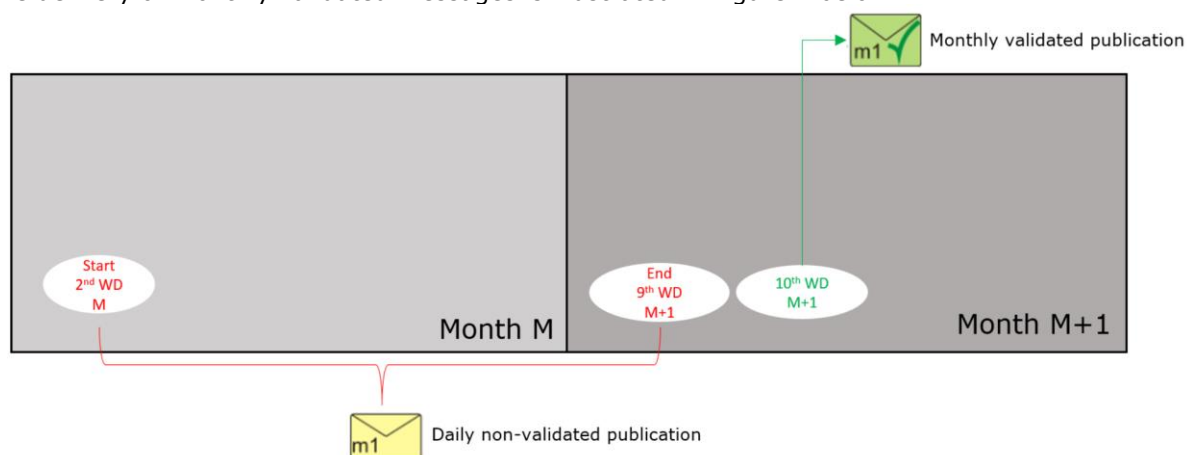 m1
Monthly validated publication
Start
2nd WD
M
End
9th WD
M+1
10th WD
M+1
Month M
Month M+1
m1
Daily non-validated publication